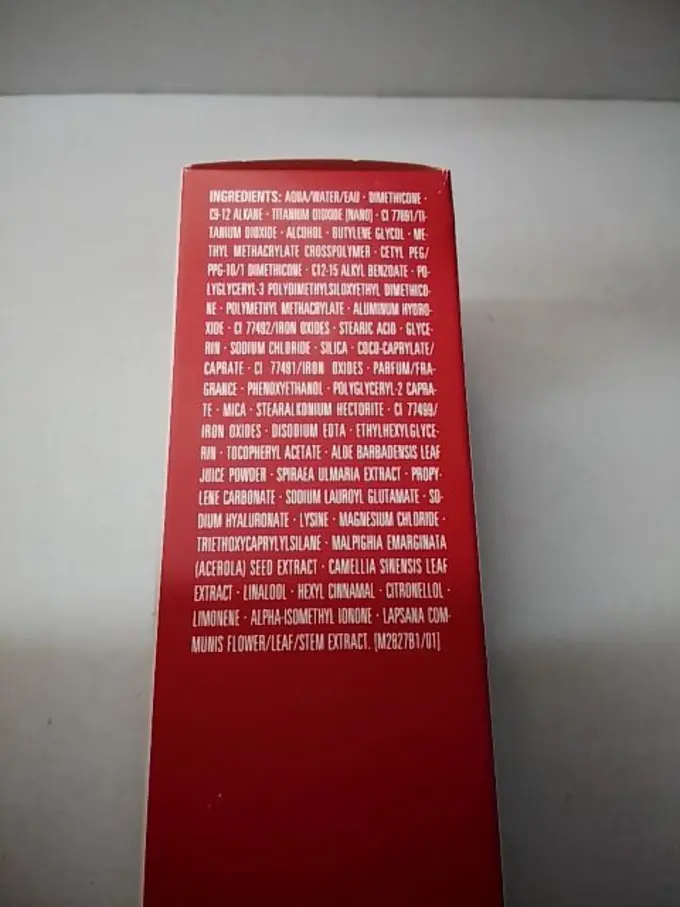 INGREDIENTS: AQUA/WATER/EAU · DIMETHICONE ·
C9-12 ALKANE · TITANIUM DIOXIDE [NANO] · CI 77891/TI-
TANIUM DIOXIDE · ALCOHOL · BUTYLENE GLYCOL · ME-
THYL METHACRYLATE CROSSPOLYMER · CETYL PEG/
PPG-10/1 DIMETHICONE · C12-15 ALKYL BENZOATE · PO-
LYGLYCERYL-3 POLYDIMETHYLSILOXYETHYL DIMETHICO-
NE · POLYMETHYL METHACRYLATE · ALUMINUM HYDRO-
XIDE · CI 77492/IRON OXIDES · STEARIC ACID · GLYCE-
RIN · SODIUM CHLORIDE · SILICA · COCO-CAPRYLATE/
CAPRATE · CI 77491/IRON OXIDES · PARFUM/FRA-
GRANCE · PHENOXYETHANOL · POLYGLYCERYL-2 CAPRA-
TE · MICA · STEARALKONIUM HECTORITE · CI 77499/
IRON OXIDES · DISODIUM EDTA · ETHYLHEXYLGLYCE-
RIN · TOCOPHERYL ACETATE · ALOE BARBADENSIS LEAF
JUICE POWDER · SPIRAEA ULMARIA EXTRACT · PROPY-
LENE CARBONATE · SODIUM LAUROYL GLUTAMATE · SO-
DIUM HYALURONATE · LYSINE · MAGNESIUM CHLORIDE ·
TRIETHOXYCAPRYLYLSILANE · MALPIGHIA EMARGINATA
(ACEROLA) SEED EXTRACT · CAMELLIA SINENSIS LEAF
EXTRACT · LINALOOL · HEXYL CINNAMAL · CITRONELLOL ·
LIMONENE · ALPHA-ISOMETHYL IONONE · LAPSANA COM-
MUNIS FLOWER/LEAF/STEM EXTRACT. [M2827B1/01]